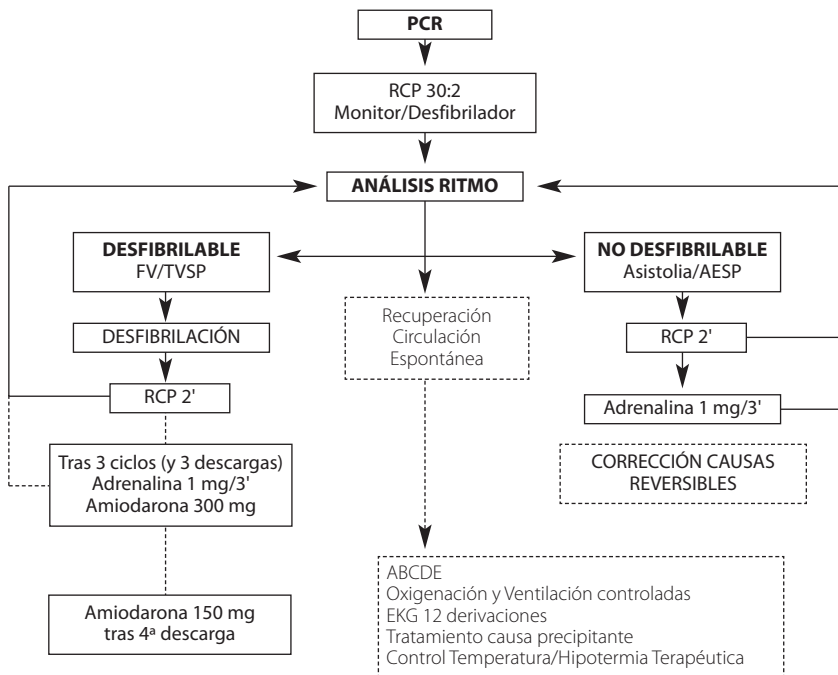 PCR
RCP 30:2
Monitor/Desfibrilador
ANÁLISIS RITMO
DESFIBRILABLE
FV/TVSP
NO DESFIBRILABLE
Asistolia/AESP
Recuperación
Circulación
Espontánea
DESFIBRILACIÓN
RCP 2'
RCP 2'
Adrenalina 1 mg/3'
Tras 3 ciclos (y 3 descargas)
Adrenalina 1 mg/3'
Amiodarona 300 mg
CORRECCIÓN CAUSAS
REVERSIBLES
Amiodarona 150 mg
tras 4ª descarga
ABCDE
Oxigenación y Ventilación controladas
EKG 12 derivaciones
Tratamiento causa precipitante
Control Temperatura/Hipotermia Terapéutica